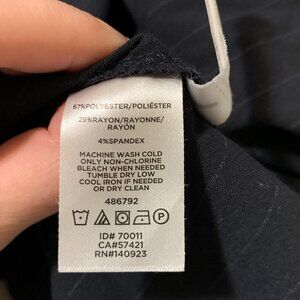 67%POLYESTER/POLIÉSTER
29%RAYON/RAYONNE/
RAYÓN
4%SPANDEX
MACHINE WASH COLD
ONLY NON-CHLORINE
BLEACH WHEN NEEDED
TUMBLE DRY LOW
COOL IRON IF NEEDED
OR DRY CLEAN
486792
P
ID# 70011
CA#57421
RN#140923